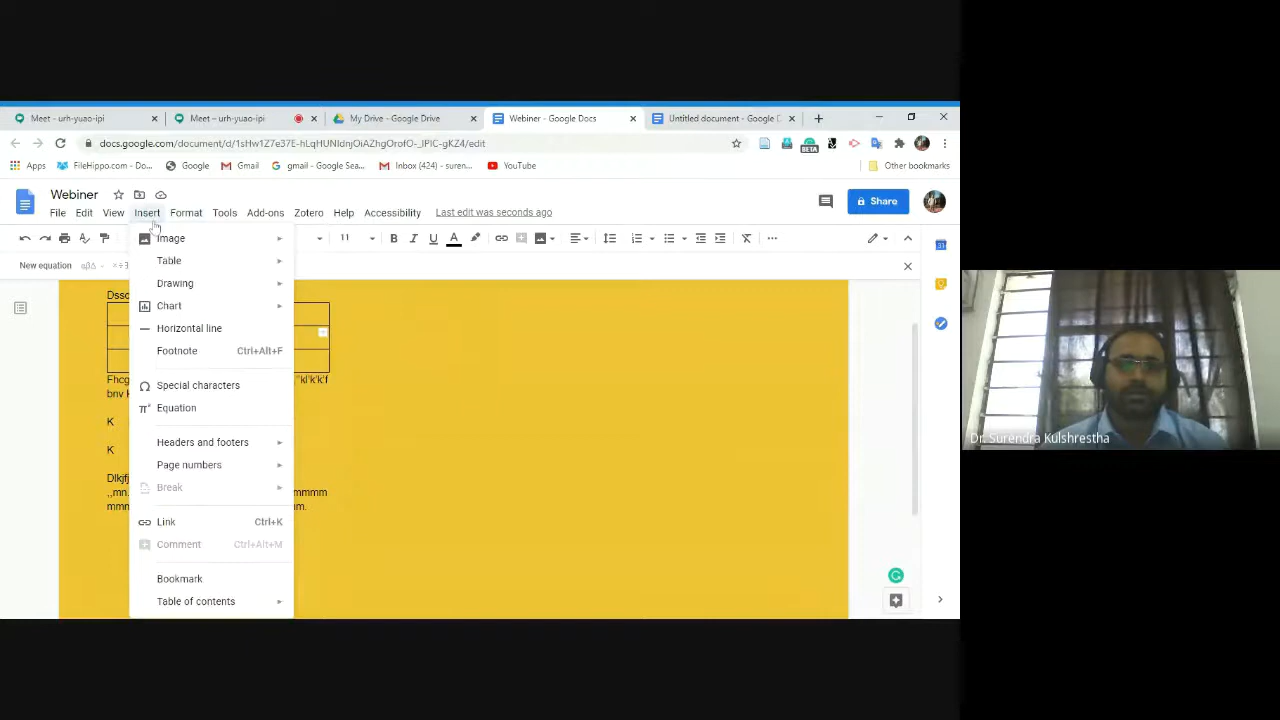 Meet – urh-yuao-ipi
Meet – urh-yuao-ipi
My Drive - Google Drive
Webiner - Google Docs
Untitled document - Google
docs.google.com/document/d/1sHw1Z7e37E-hLqHUNIdnjOiAZhgOrofO-_IPIC-gKZ4/edit
BETA
Apps
FileHippo.com - Do...
Google
Gmail
gmail - Google Sea...
Inbox (424) - suren...
YouTube
Other bookmarks
Webiner
File Edit View Insert Format Tools Add-ons Zotero Help Accessibility Last edit was seconds ago
Share
11
B I U A
New equation
Image
Table
Drawing
Chart
Horizontal line
Footnote Ctrl+Alt+F
Special characters
Equation
Headers and footers
Page numbers
Break
Link Ctrl+K
Comment Ctrl+Alt+M
Bookmark
Table of contents
bnv
K
K
Dr. Surendra Kulshrestha